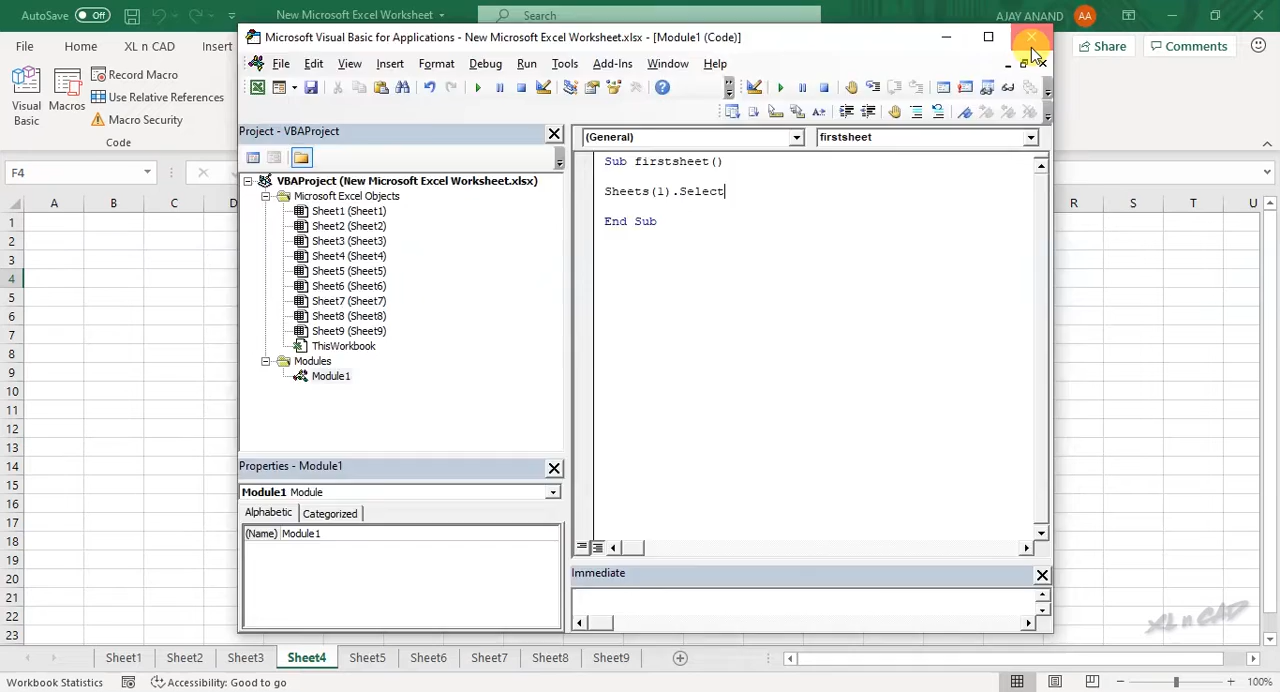 AutoSave Off New Microsoft Excel Worksheet Search AJAY ANAND AA
File Home XL n CAD Insert Share Comments
Visual Basic Macros Record Macro
Use Relative References
Macro Security
Code
F4
A B C D R S T U
1
2
3
4
5
6
7
8
9
10
11
12
13
14
15
16
17
18
19
20
21
22
23
Microsoft Visual Basic for Applications - New Microsoft Excel Worksheet.xlsx - [Module1 (Code)]
File Edit View Insert Format Debug Run Tools Add-Ins Window Help
Project - VBAProject
VBAProject (New Microsoft Excel Worksheet.xlsx)
Microsoft Excel Objects
Sheet1 (Sheet1)
Sheet2 (Sheet2)
Sheet3 (Sheet3)
Sheet4 (Sheet4)
Sheet5 (Sheet5)
Sheet6 (Sheet6)
Sheet7 (Sheet7)
Sheet8 (Sheet8)
Sheet9 (Sheet9)
ThisWorkbook
Modules
Module1
Properties - Module1
Module1 Module
Alphabetic Categorized
(Name) Module1
(General) firstsheet
Sub firstsheet()
Sheets(1).Select
End Sub
Immediate
XL n CAD
Sheet1 Sheet2 Sheet3 Sheet4 Sheet5 Sheet6 Sheet7 Sheet8 Sheet9
Workbook Statistics Accessibility: Good to go 100%